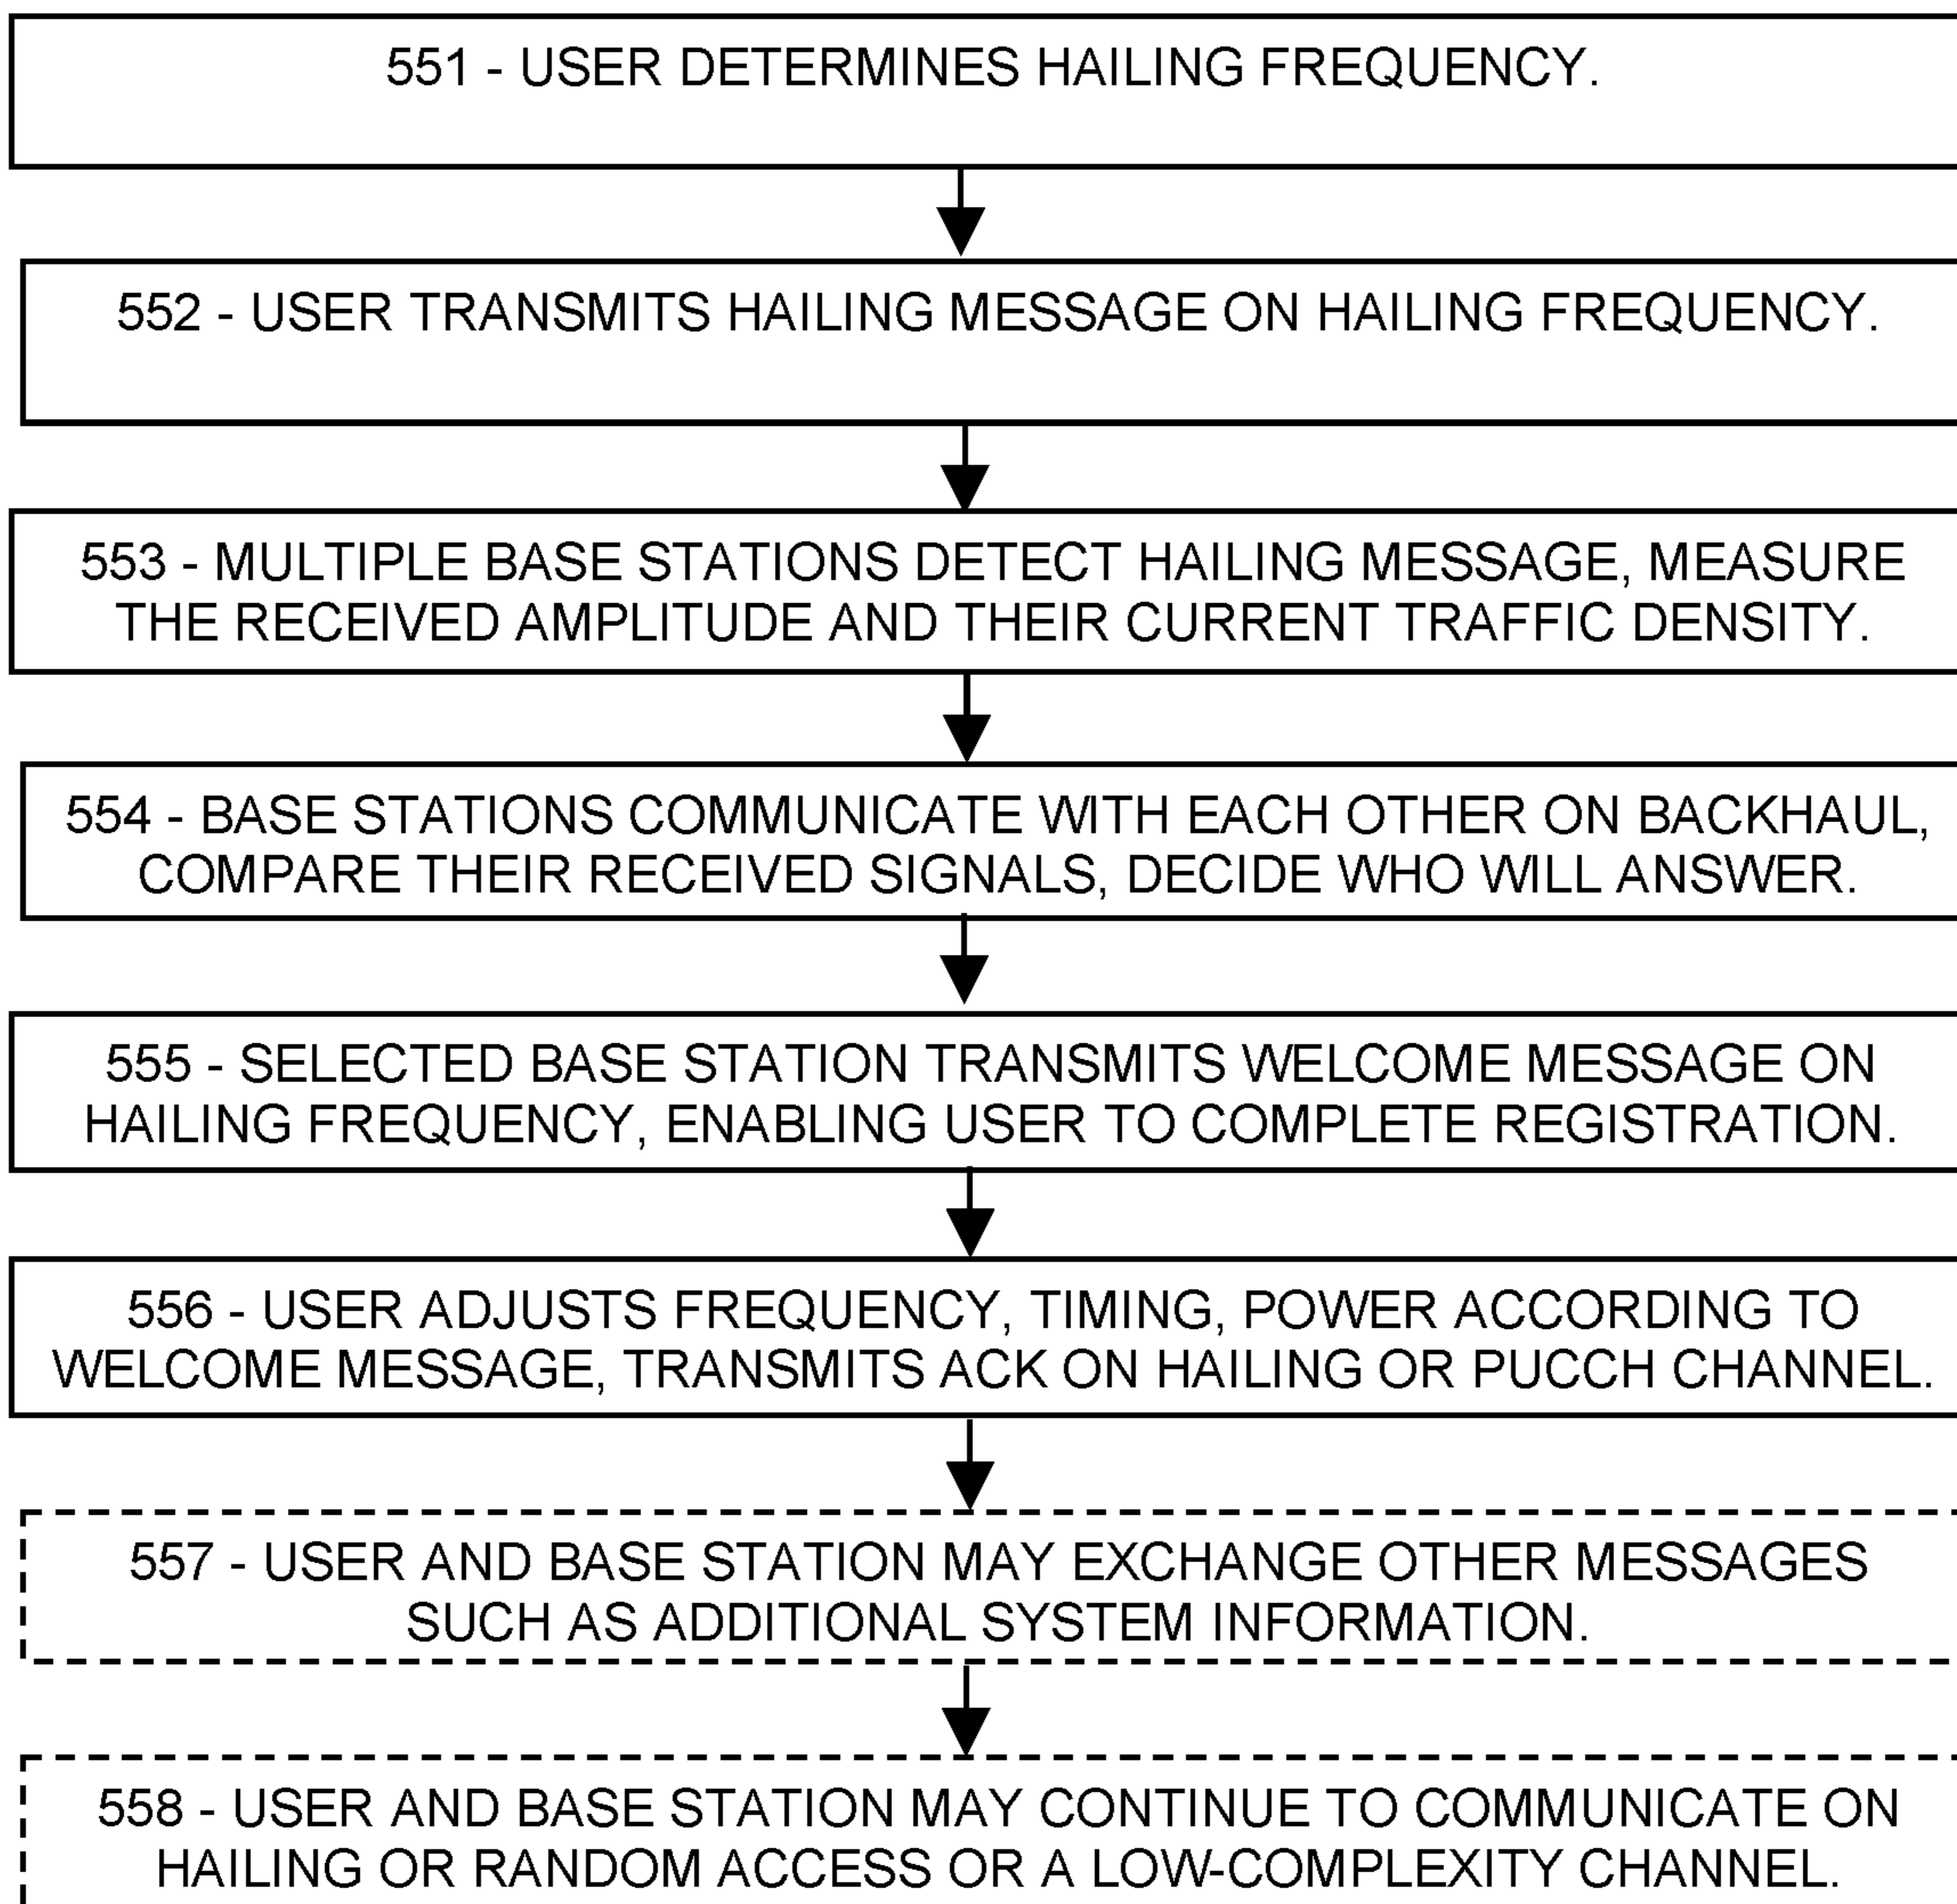 551 - USER DETERMINES HAILING FREQUENCY.
552 - USER TRANSMITS HAILING MESSAGE ON HAILING FREQUENCY.
553 - MULTIPLE BASE STATIONS DETECT HAILING MESSAGE, MEASURE
THE RECEIVED AMPLITUDE AND THEIR CURRENT TRAFFIC DENSITY.
554 - BASE STATIONS COMMUNICATE WITH EACH OTHER ON BACKHAUL,
COMPARE THEIR RECEIVED SIGNALS, DECIDE WHO WILL ANSWER.
555 - SELECTED BASE STATION TRANSMITS WELCOME MESSAGE ON
HAILING FREQUENCY, ENABLING USER TO COMPLETE REGISTRATION.
556 - USER ADJUSTS FREQUENCY, TIMING, POWER ACCORDING TO
WELCOME MESSAGE, TRANSMITS ACK ON HAILING OR PUCCH CHANNEL.
557 - USER AND BASE STATION MAY EXCHANGE OTHER MESSAGES
SUCH AS ADDITIONAL SYSTEM INFORMATION.
558 - USER AND BASE STATION MAY CONTINUE TO COMMUNICATE ON
HAILING OR RANDOM ACCESS OR A LOW-COMPLEXITY CHANNEL.